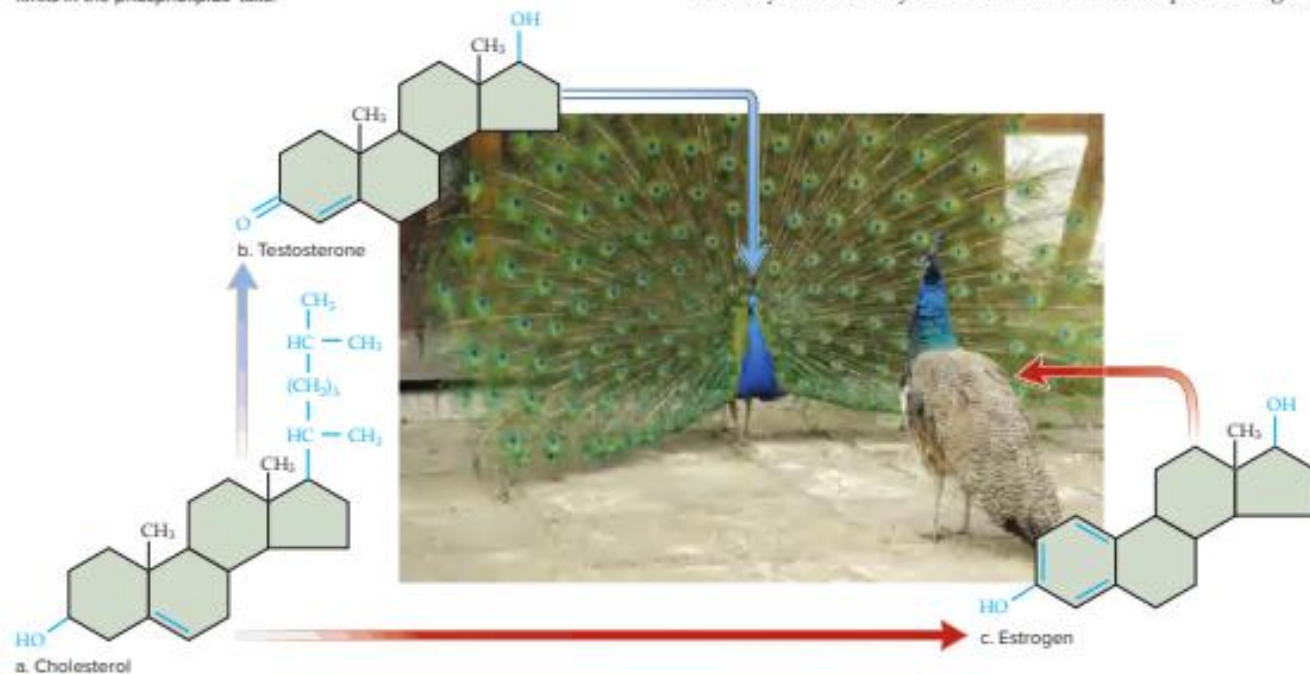 OH
CH₃
CH₃
O
b. Testosterone
CH₃
HC — CH₃
(CH₂)₃
HC — CH₃
CH₃
CH₃
HO
a. Cholesterol
OH
CH₃
HO
c. Estrogen